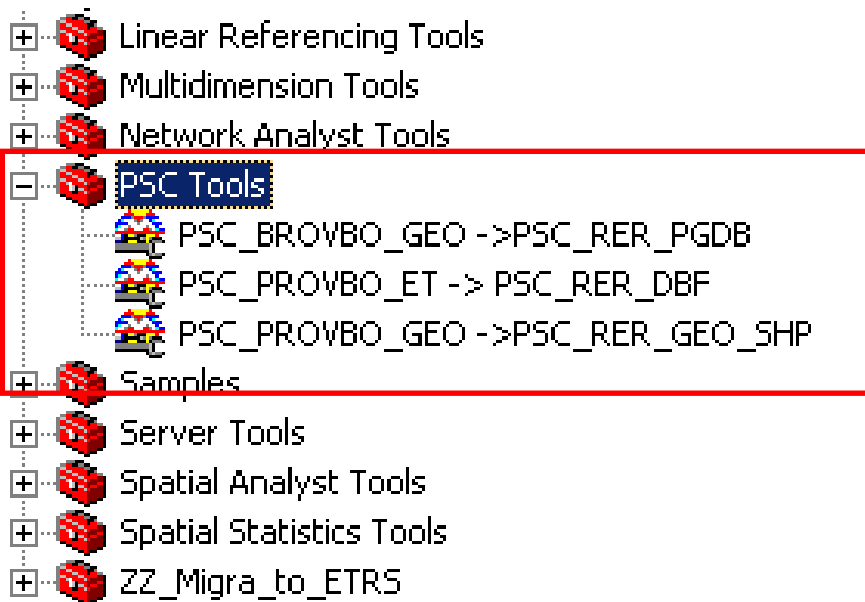 Linear Referencing Tools
Multidimension Tools
Network Analyst Tools
PSC Tools
PSC_BROVBO_GEO ->PSC_RER_PGDB
PSC_PROVBO_ET -> PSC_RER_DBF
PSC_PROVBO_GEO ->PSC_RER_GEO_SHP
Samples
Server Tools
Spatial Analyst Tools
Spatial Statistics Tools
ZZ_Migra_to_ETRS